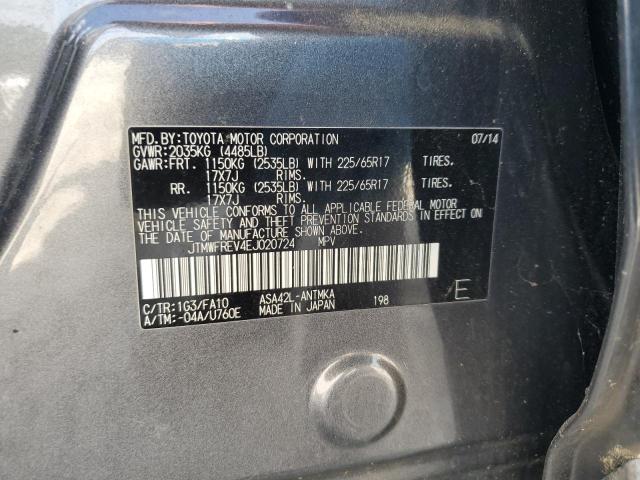 MFD.BY:TOYOTA MOTOR CORPORATION 07/14
GVWR:2035KG (4485LB)
GAWR:FRT. 1150KG (2535LB) WITH 225/65R17 TIRES.
17X7J RIMS.
RR. 1150KG (2535LB) WITH 225/65R17 TIRES.
17X7J RIMS.
THIS VEHICLE CONFORMS TO ALL APPLICABLE FEDERAL MOTOR
VEHICLE SAFETY AND THEFT PREVENTION STANDARDS IN EFFECT ON
THE DATE OF MANUFACTURE SHOWN ABOVE.
JTMWFREV4EJ020724 MPV
C/TR:1G3/FA10 ASA42L-ANTMKA 198 E
A/TM:-04A/U760E MADE IN JAPAN